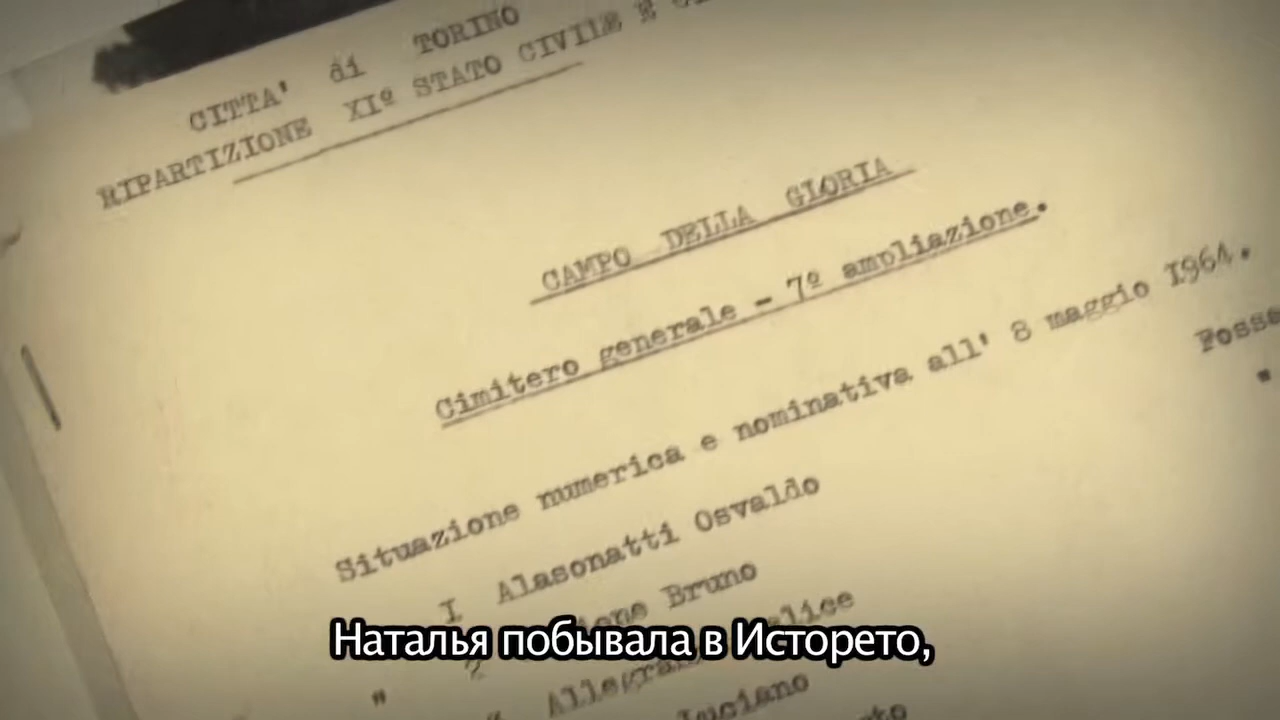 CITTA' di TORINO
RIPARTIZIONE XIº STATO CIVILE E
CAMPO DELLA GLORIA
Cimitero generale - 7º ampliazione.
Situazione numerica e nominativa all' 8 maggio 1964.
Fosse
"
I Alasonatti Osvaldo
Bruno
" Luciano
Наталья побывала в Исторето,